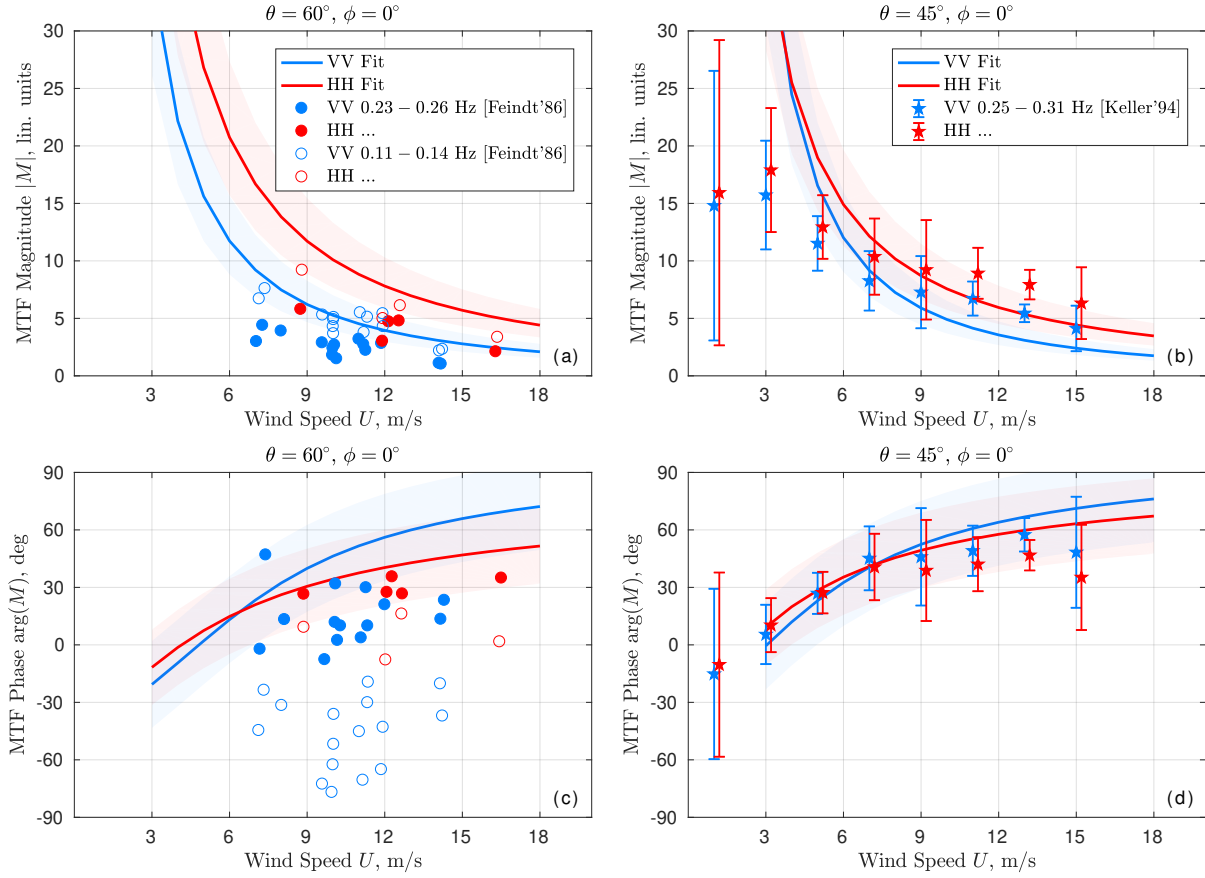 θ = 60°, ϕ = 0°
30
25
20
15
10
5
0
MTF Magnitude |M|, lin. units
VV Fit
HH Fit
VV 0.23 − 0.26 Hz [Feindt'86]
HH ...
VV 0.11 − 0.14 Hz [Feindt'86]
HH ...
(a)
3 6 9 12 15 18
Wind Speed U, m/s
θ = 45°, ϕ = 0°
30
25
20
15
10
5
0
MTF Magnitude |M|, lin. units
VV Fit
HH Fit
VV 0.25 − 0.31 Hz [Keller'94]
HH ...
(b)
3 6 9 12 15 18
Wind Speed U, m/s
θ = 60°, ϕ = 0°
90
60
30
0
-30
-60
-90
MTF Phase arg(M), deg
(c)
3 6 9 12 15 18
Wind Speed U, m/s
θ = 45°, ϕ = 0°
90
60
30
0
-30
-60
-90
MTF Phase arg(M), deg
(d)
3 6 9 12 15 18
Wind Speed U, m/s